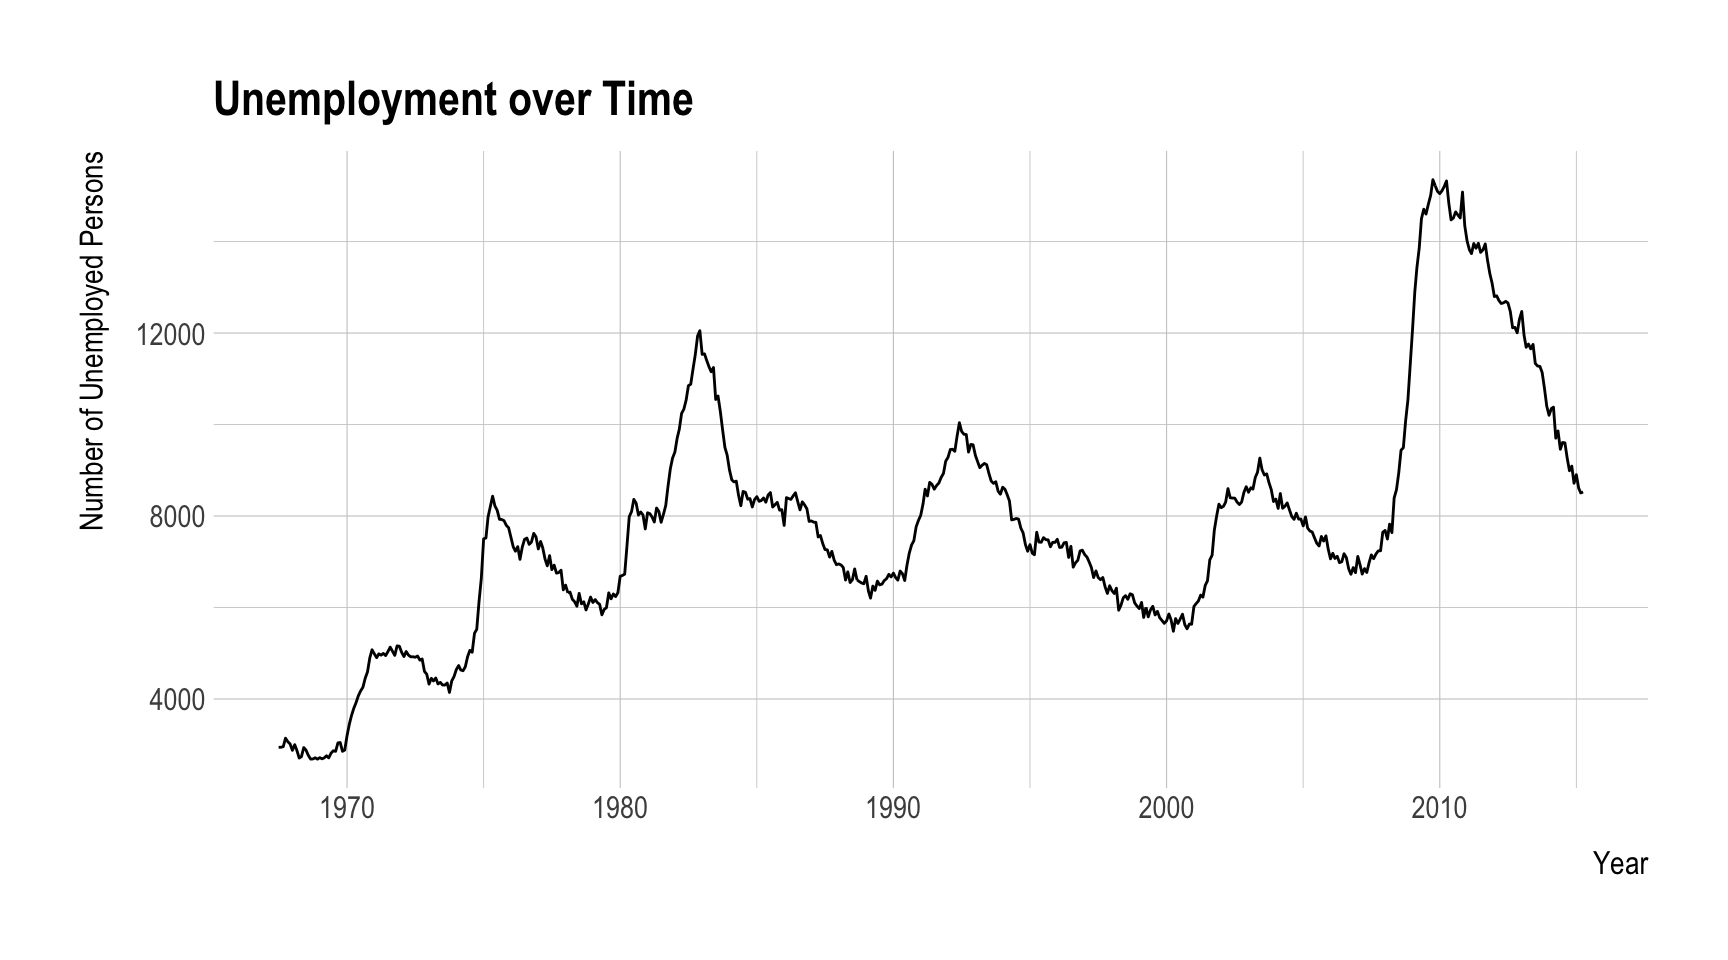 Unemployment over Time
Number of Unemployed Persons
12000
8000
4000
1970 1980 1990 2000 2010
Year